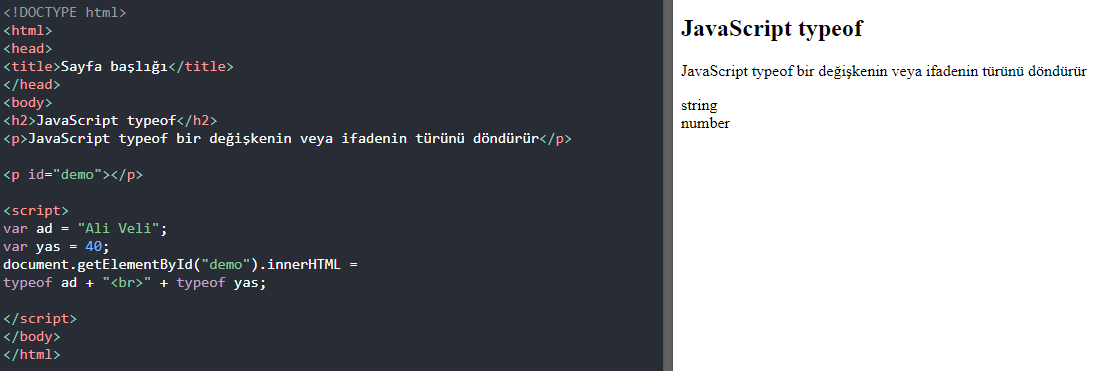 <!DOCTYPE html>
<html>
<head>
<title>Sayfa başlığı</title>
</head>
<body>
<h2>JavaScript typeof</h2>
<p>JavaScript typeof bir değişkenin veya ifadenin türünü döndürür</p>
<p id="demo"></p>
<script>
var ad = "Ali Veli";
var yas = 40;
document.getElementById("demo").innerHTML =
typeof ad + "<br>" + typeof yas;
</script>
</body>
</html>
JavaScript typeof
JavaScript typeof bir değişkenin veya ifadenin türünü döndürür
string
number